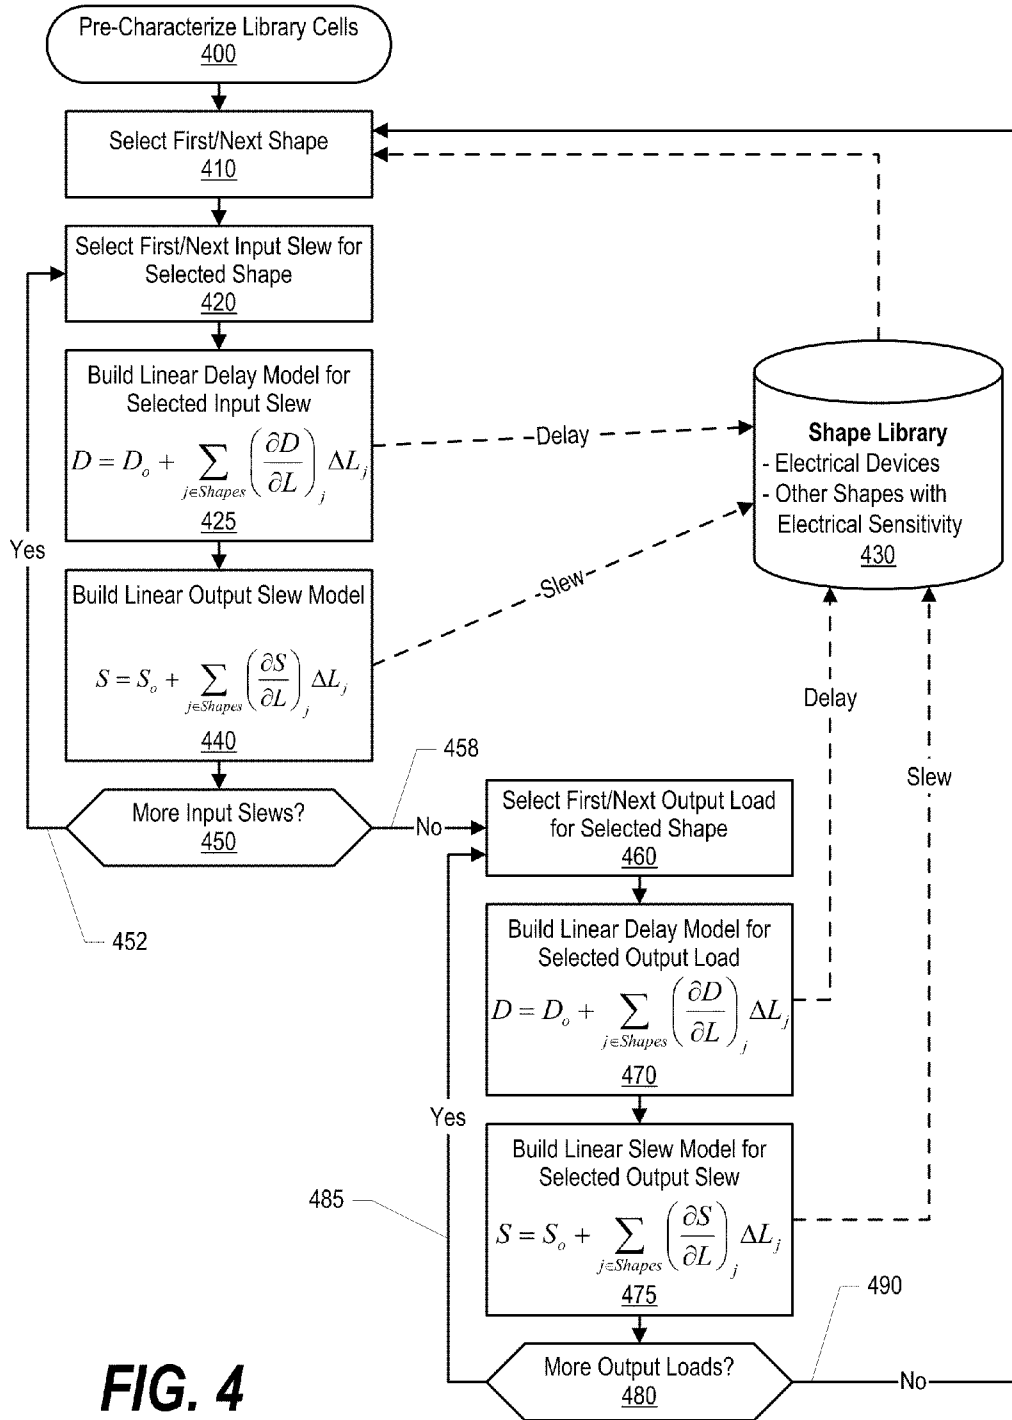 Pre-Characterize Library Cells
400
Select First/Next Shape
410
Select First/Next Input Slew for
Selected Shape
420
Build Linear Delay Model for
Selected Input Slew
D = D_o + ∑_{j∈Shapes} (∂D/∂L)_j ΔL_j
425
Delay
Yes
Build Linear Output Slew Model
S = S_o + ∑_{j∈Shapes} (∂S/∂L)_j ΔL_j
440
Slew
Shape Library
- Electrical Devices
- Other Shapes with
Electrical Sensitivity
430
More Input Slews?
450
452
458
No
Select First/Next Output Load
for Selected Shape
460
Build Linear Delay Model for
Selected Output Load
D = D_o + ∑_{j∈Shapes} (∂D/∂L)_j ΔL_j
470
Delay
Yes
485
Build Linear Slew Model for
Selected Output Slew
S = S_o + ∑_{j∈Shapes} (∂S/∂L)_j ΔL_j
475
Slew
More Output Loads?
480
490
No
FIG. 4